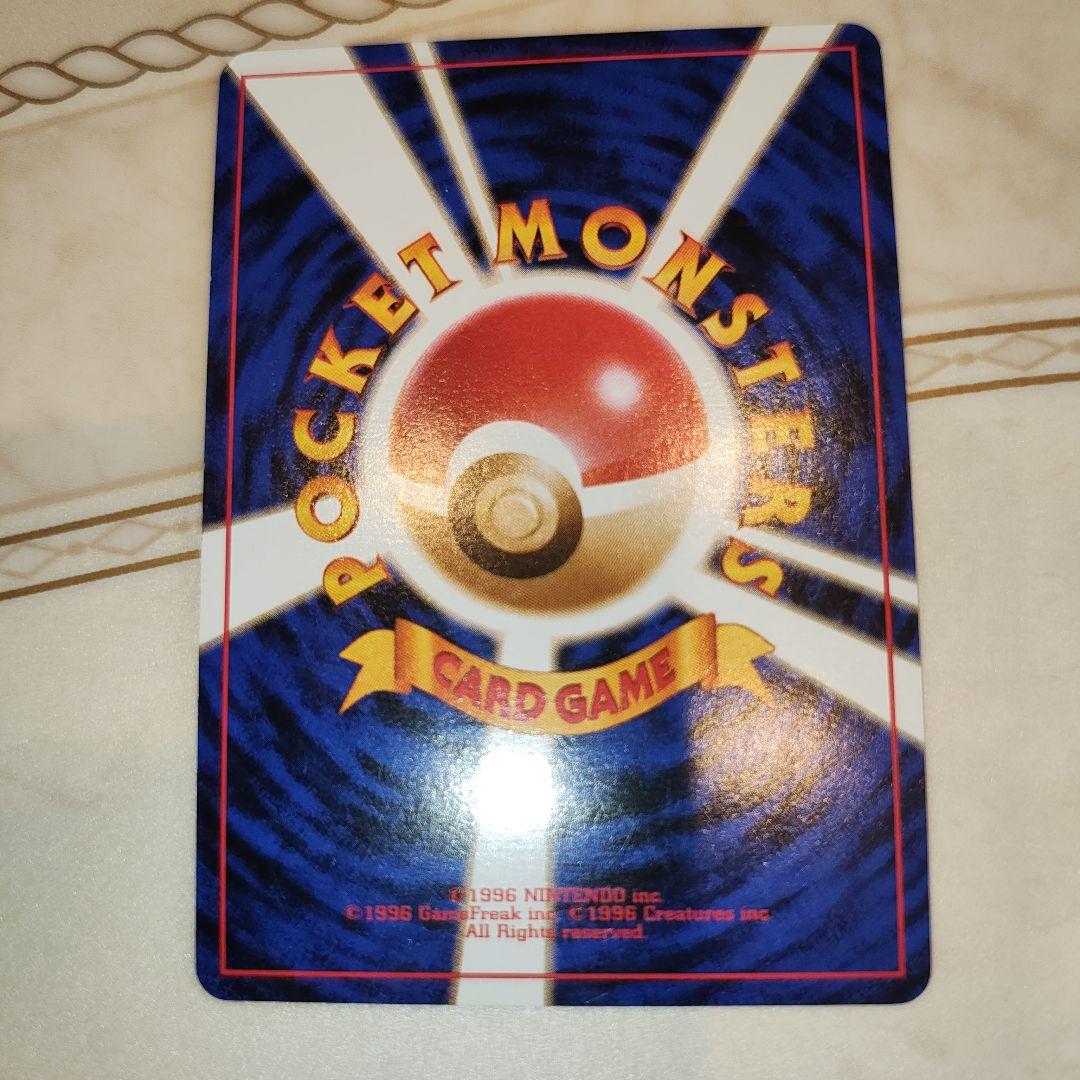 POCKET MONSTERS
CARD GAME
©1996 NINTENDO inc.
©1996 GameFreak inc. ©1996 Creatures inc.
All Rights reserved.